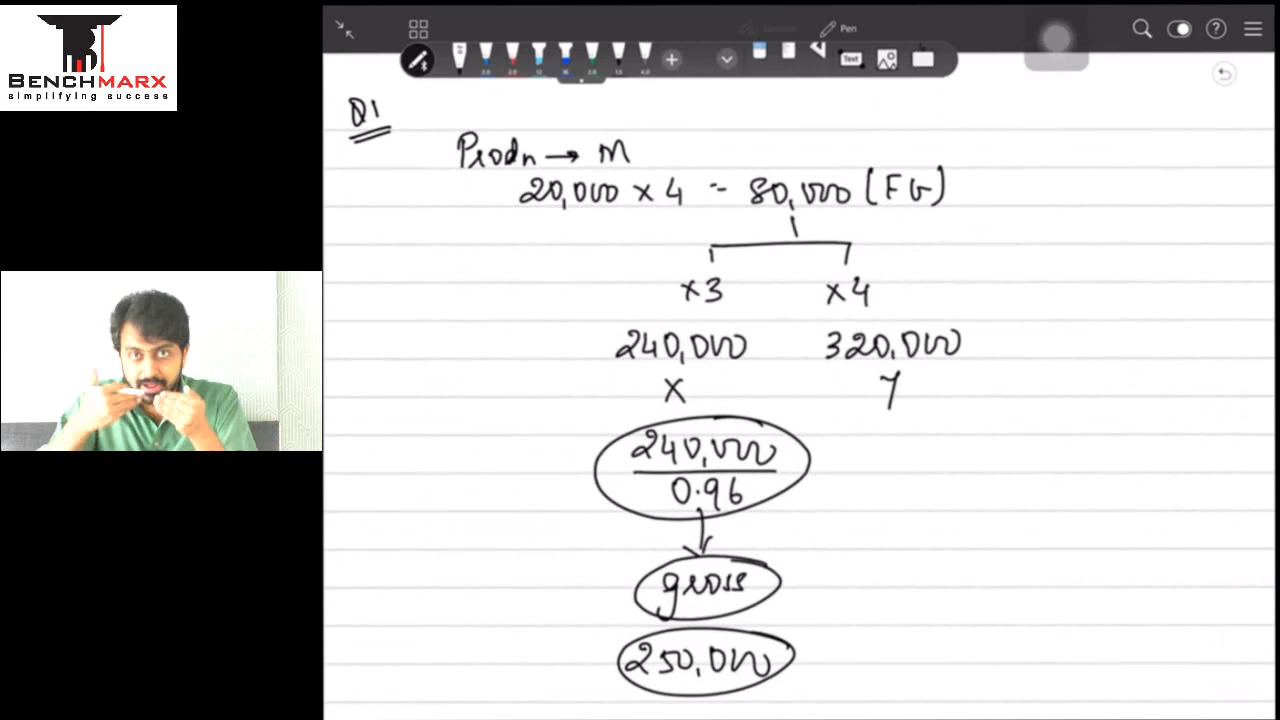 BENCHMARX
simplifying success
Pen
Text
Q1
Prodn → M
20,000 × 4 = 80,000 (FG)
×3 ×4
240,000 320,000
X Y
240,000
0.96
gross
250,000